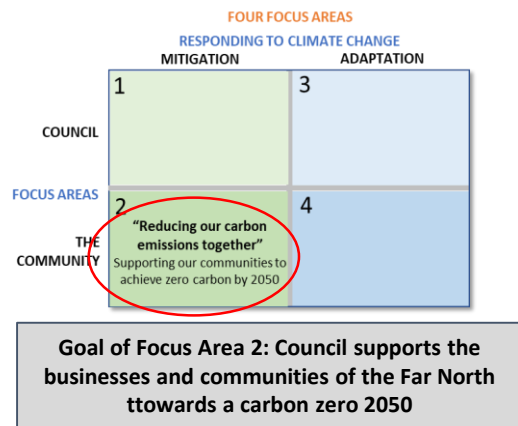 FOUR FOCUS AREAS
RESPONDING TO CLIMATE CHANGE
MITIGATION
ADAPTATION
1
3
COUNCIL
FOCUS AREAS
2
4
"Reducing our carbon
emissions together"
THE
COMMUNITY
Supporting our communities to
achieve zero carbon by 2050
Goal of Focus Area 2: Council supports the
businesses and communities of the Far North
ttowards a carbon zero 2050